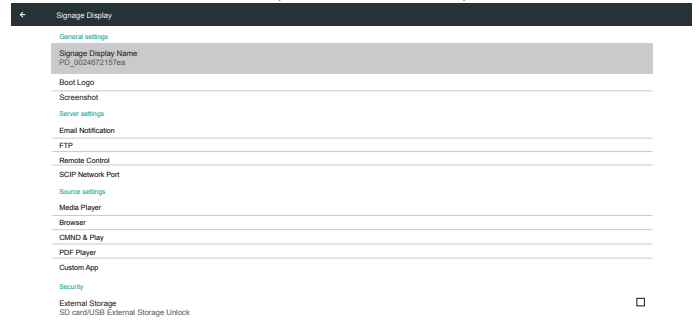 Signage Display
General settings
Signage Display Name
PD_0024672157ea
Boot Logo
Screenshot
Server settings
Email Notification
FTP
Remote Control
SCIP Network Port
Source settings
Media Player
Browser
CMND & Play
PDF Player
Custom App
Security
External Storage
SD card/USB External Storage Unlock